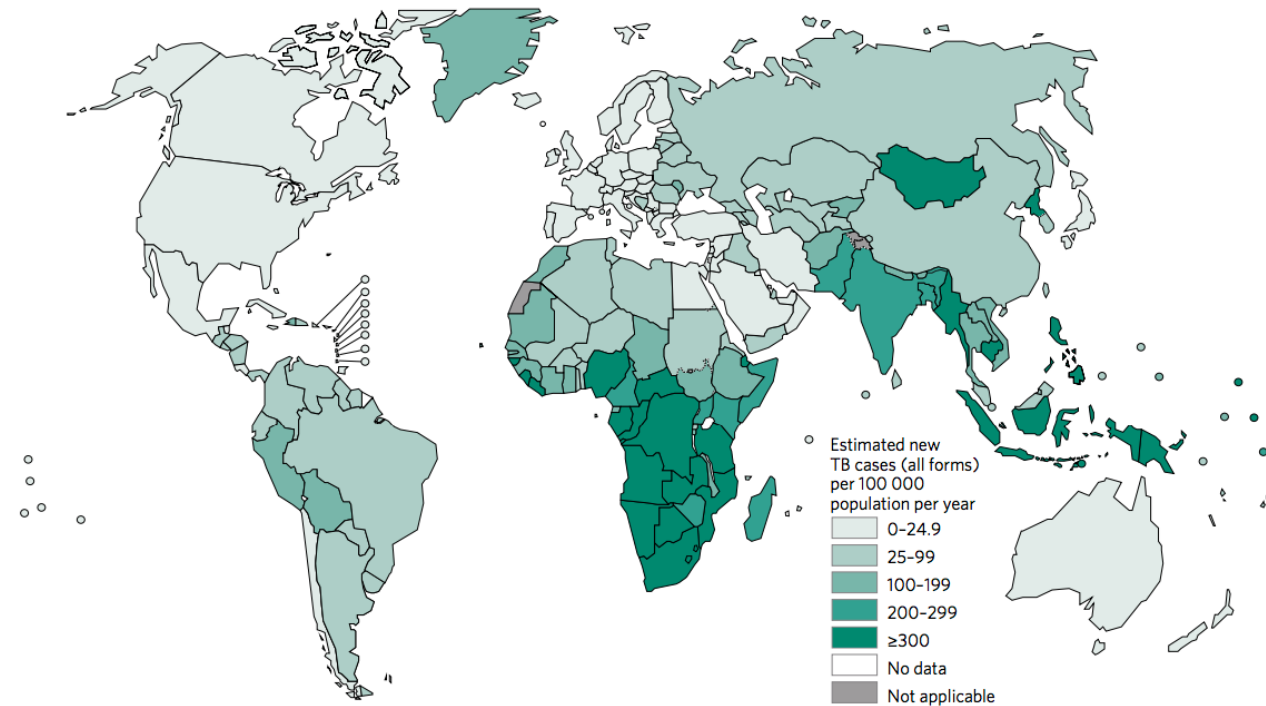 Estimated new
TB cases (all forms)
per 100 000
population per year
0–24.9
25–99
100–199
200–299
≥300
No data
Not applicable